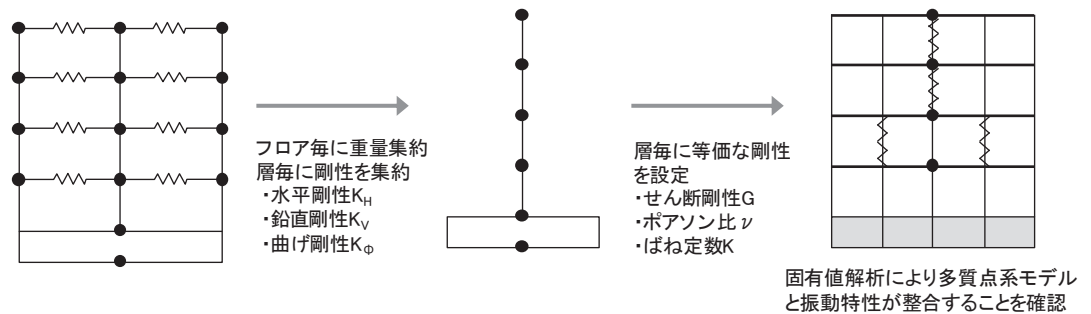 フロア毎に重量集約
層毎に剛性を集約
・水平剛性KH
・鉛直剛性KV
・曲げ剛性KΦ
層毎に等価な剛性
を設定
・せん断剛性G
・ポアソン比ν
・ばね定数K
固有値解析により多質点系モデル
と振動特性が整合することを確認